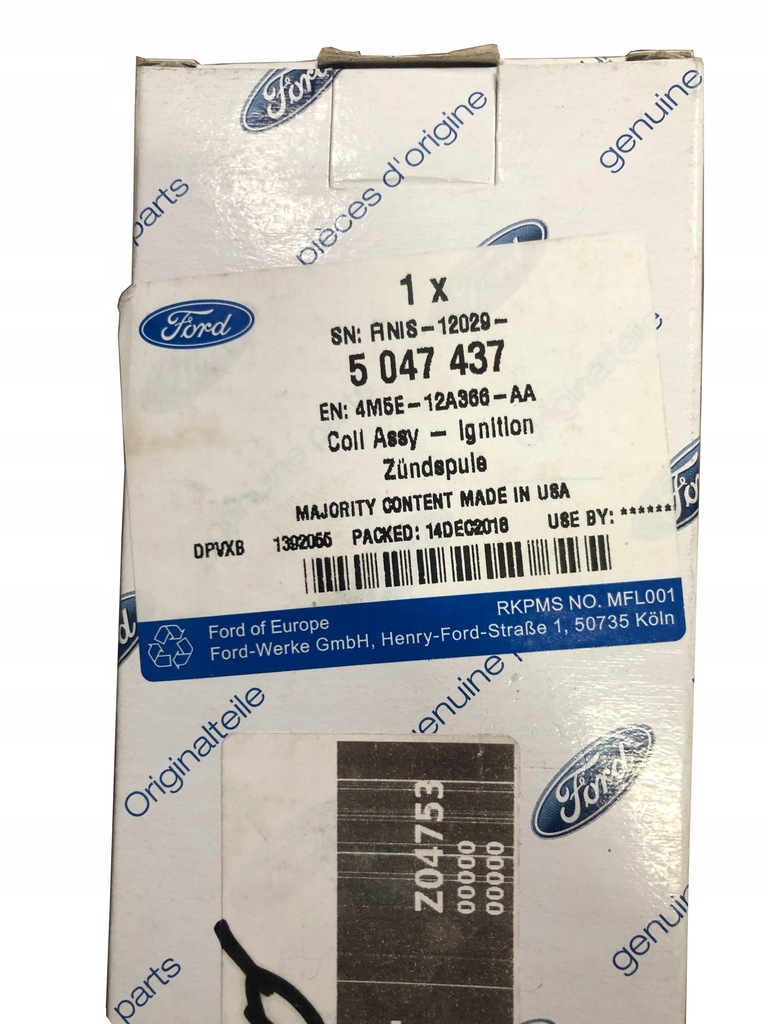 Ford
pièces d'origine
genuine
parts
Ford
1 x
SN: FINIS-12029-
5 047 437
EN: 4M5E-12A366-AA
Coil Assy - Ignition
Zündspule
MAJORITY CONTENT MADE IN USA
DPVXB 1392055 PACKED: 14DEC2016 USE BY: ******
RKPMS NO. MFL001
Ford of Europe
Ford-Werke GmbH, Henry-Ford-Straße 1, 50735 Köln
Originalteile
Originalteile
genuine
Ford
Z04753
00000
00000
genuine
parts